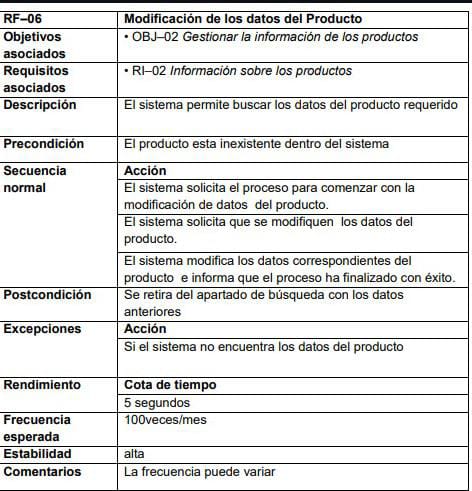 RF–06 Modificación de los datos del Producto
Objetivos asociados • OBJ–02 Gestionar la información de los productos
Requisitos asociados • RI–02 Información sobre los productos
Descripción El sistema permite buscar los datos del producto requerido
Precondición El producto esta inexistente dentro del sistema
Secuencia normal Acción
El sistema solicita el proceso para comenzar con la
modificación de datos del producto.
El sistema solicita que se modifiquen los datos del
producto.
El sistema modifica los datos correspondientes del
producto e informa que el proceso ha finalizado con éxito.
Postcondición Se retira del apartado de búsqueda con los datos
anteriores
Excepciones Acción
Si el sistema no encuentra los datos del producto
Rendimiento Cota de tiempo
5 segundos
Frecuencia esperada 100veces/mes
Estabilidad alta
Comentarios La frecuencia puede variar